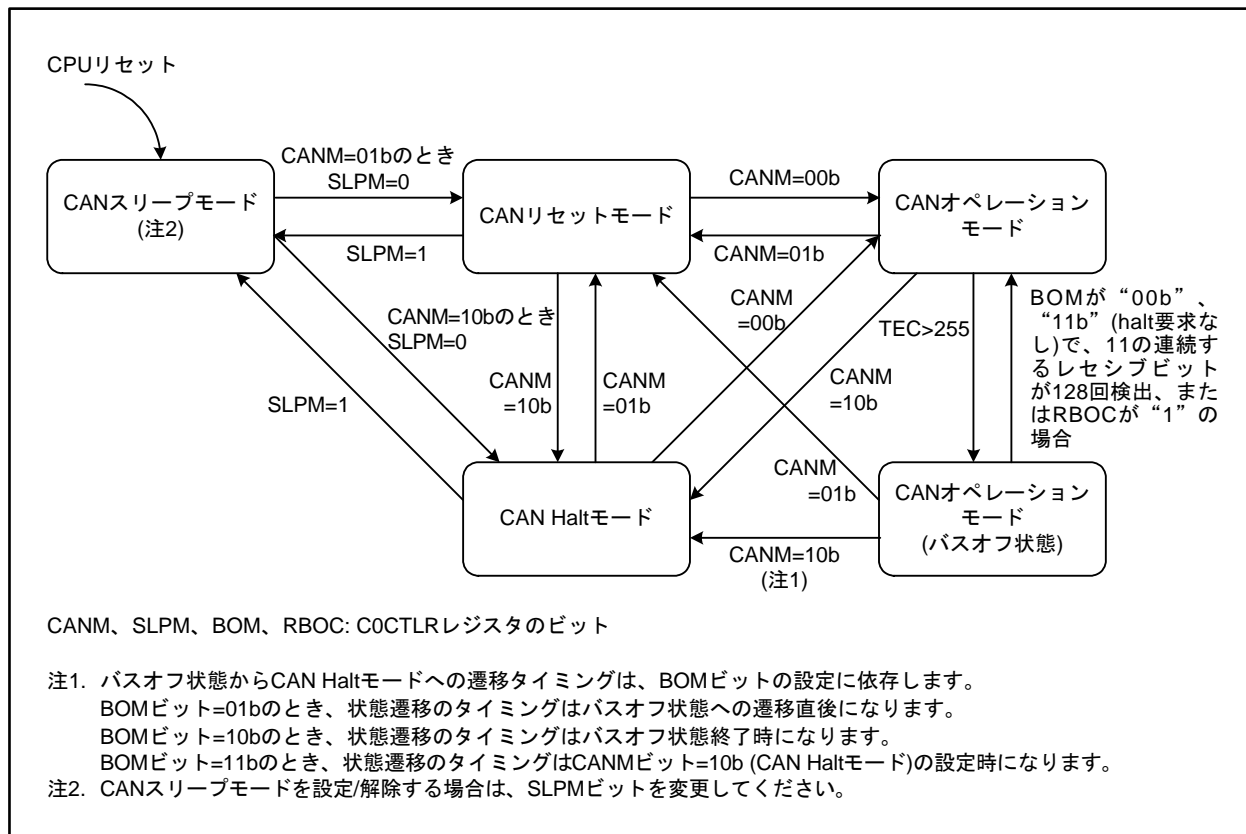 CPUリセット
CANM=01bのとき
SLPM=0
CANM=00b
CANスリープモード
(注2)
CANリセットモード
CANオペレーション
モード
SLPM=1
CANM=01b
CANM=10bのとき
SLPM=0
CANM
=00b
TEC>255
BOMが“00b”、
“11b”(halt要求な
し)で、11の連続す
るレセシブビット
が128回検出、また
はRBOCが“1”の
場合
SLPM=1
CANM
=10b
CANM
=01b
CANM
=10b
CANM
=01b
CAN Haltモード
CANオペレーション
モード
(バスオフ状態)
CANM=10b
(注1)
CANM、SLPM、BOM、RBOC: C0CTLRレジスタのビット
注1. バスオフ状態からCAN Haltモードへの遷移タイミングは、BOMビットの設定に依存します。
BOMビット=01bのとき、状態遷移のタイミングはバスオフ状態への遷移直後になります。
BOMビット=10bのとき、状態遷移のタイミングはバスオフ状態終了時になります。
BOMビット=11bのとき、状態遷移のタイミングはCANMビット=10b (CAN Haltモード)の設定時になります。
注2. CANスリープモードを設定/解除する場合は、SLPMビットを変更してください。